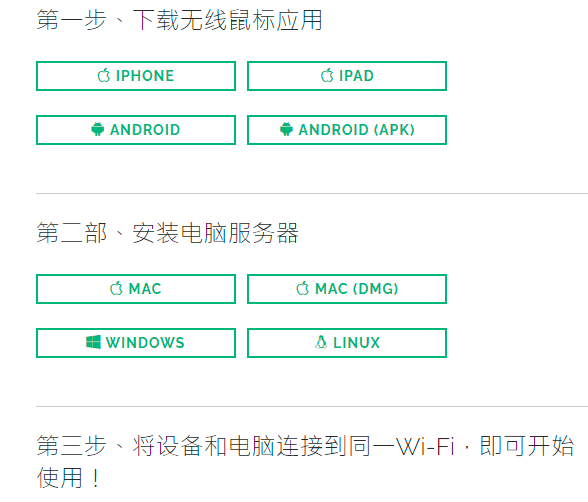 第一步、下载无线鼠标应用
IPHONE
IPAD
ANDROID
ANDROID (APK)
第二部、安装电脑服务器
MAC
MAC (DMG)
WINDOWS
LINUX
第三步、将设备和电脑连接到同一Wi-Fi，即可开始
使用！